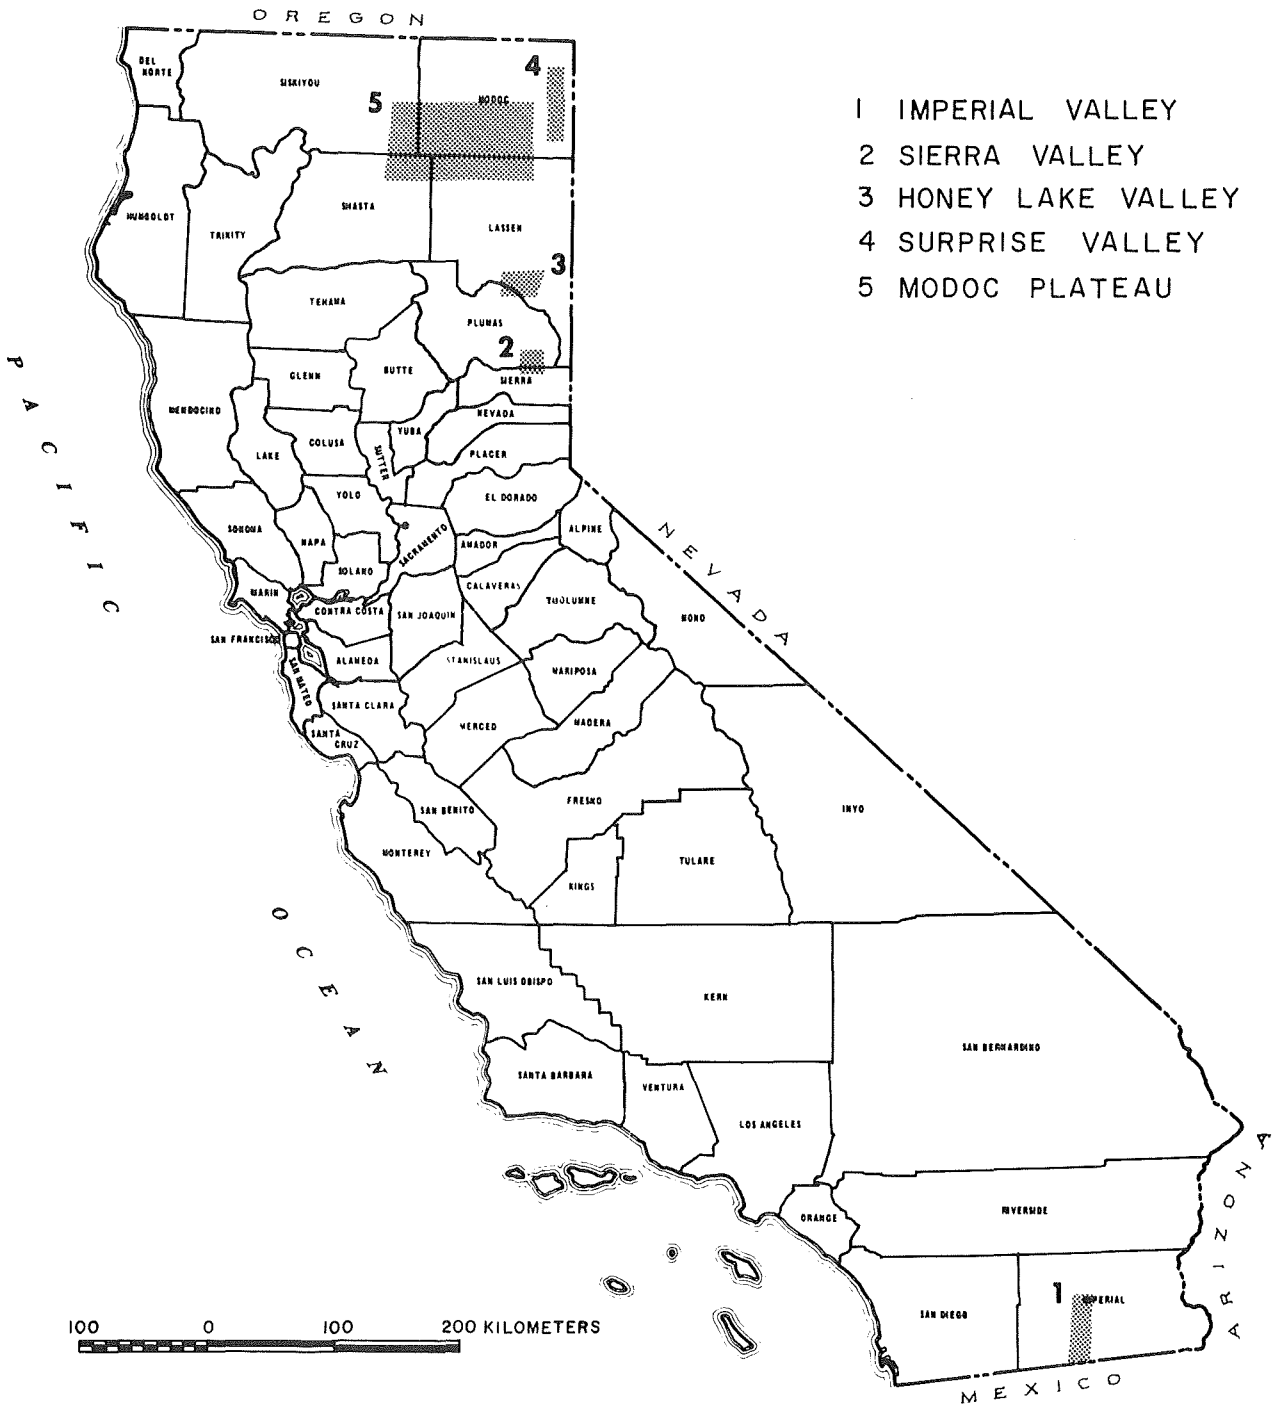 OREGON
DEL NORTE
SISKIYOU
MODOC
4
5
1 IMPERIAL VALLEY
2 SIERRA VALLEY
3 HONEY LAKE VALLEY
4 SURPRISE VALLEY
5 MODOC PLATEAU
HUMBOLDT
TRINITY
SHASTA
LASSEN
3
TEHAMA
PLUMAS
2
GLENN
BUTTE
SIERRA
MENDOCINO
NEVADA
YUBA
COLUSA
SUTTER
LAKE
PLACER
YOLO
EL DORADO
SONOMA
NAPA
SACRAMENTO
ALPINE
AMADOR
SOLANO
CALAVERAS
MARIN
CONTRA COSTA
SAN JOAQUIN
TUOLUMNE
MONO
NEVADA
PACIFIC
SAN FRANCISCO
ALAMEDA
STANISLAUS
MARIPOSA
SAN MATEO
SANTA CLARA
MERCED
MADERA
SANTA CRUZ
SAN BENITO
FRESNO
INYO
MONTEREY
KINGS
TULARE
OCEAN
SAN LUIS OBISPO
KERN
SAN BERNARDINO
SANTA BARBARA
VENTURA
LOS ANGELES
ARIZONA
ORANGE
RIVERSIDE
1
IMPERIAL
SAN DIEGO
100 0 100 200 KILOMETERS
MEXICO